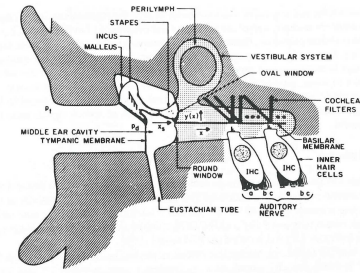 PERILYMPH
STAPES
INCUS
MALLEUS
VESTIBULAR SYSTEM
OVAL WINDOW
COCHLEA
FILTERS
y(x)
x
Xs
Pt
Pd
MIDDLE EAR CAVITY
TYMPANIC MEMBRANE
BASILAR
MEMBRANE
ROUND
WINDOW
INNER
HAIR
CELLS
IHC
IHC
a b c
a b c
AUDITORY
NERVE
EUSTACHIAN TUBE